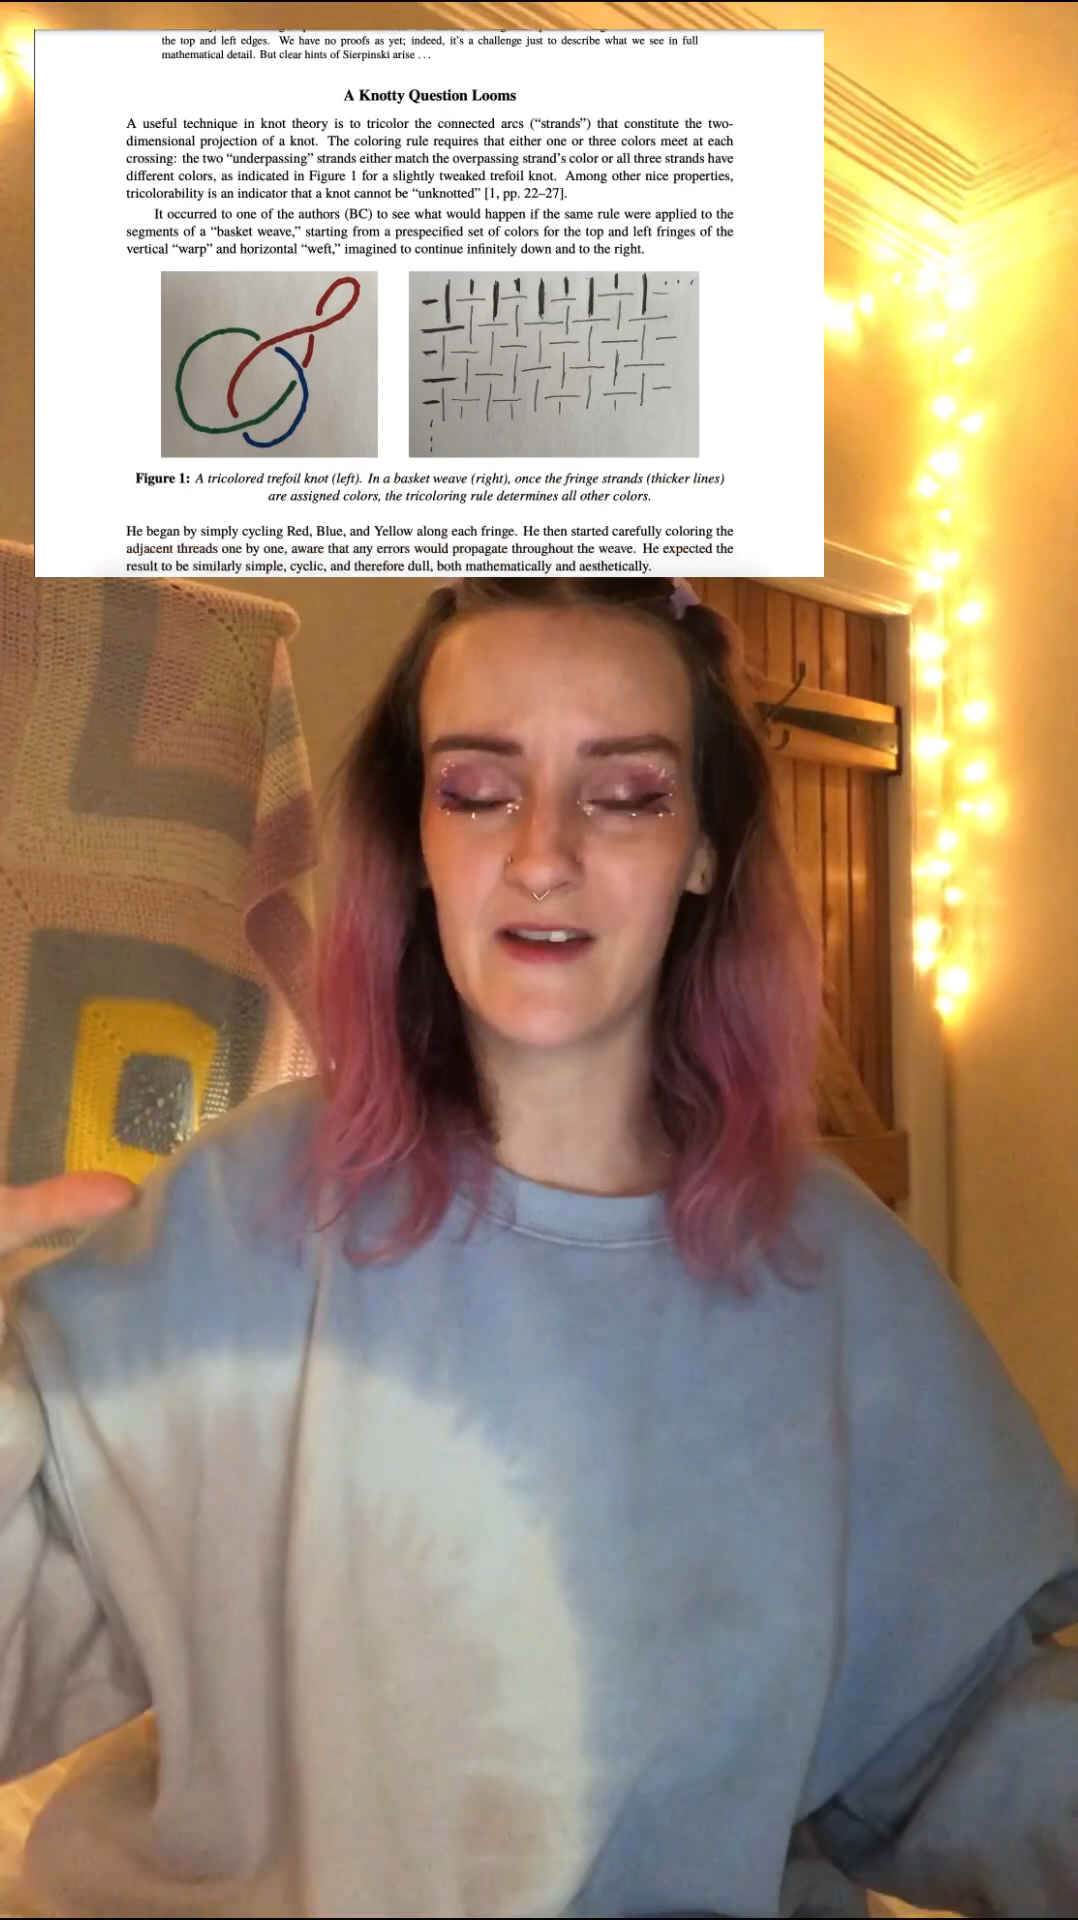 the top and left edges. We have no proofs as yet; indeed, it's a challenge just to describe what we see in full
mathematical detail. But clear hints of Sierpinski arise . . .
A Knotty Question Looms
A useful technique in knot theory is to tricolor the connected arcs (“strands”) that constitute the two-
dimensional projection of a knot. The coloring rule requires that either one or three colors meet at each
crossing: the two “underpassing” strands either match the overpassing strand’s color or all three strands have
different colors, as indicated in Figure 1 for a slightly tweaked trefoil knot. Among other nice properties,
tricolorability is an indicator that a knot cannot be “unknotted” [1, pp. 22–27].
It occurred to one of the authors (BC) to see what would happen if the same rule were applied to the
segments of a “basket weave,” starting from a prespecified set of colors for the top and left fringes of the
vertical “warp” and horizontal “weft,” imagined to continue infinitely down and to the right.
Figure 1: A tricolored trefoil knot (left). In a basket weave (right), once the fringe strands (thicker lines)
are assigned colors, the tricoloring rule determines all other colors.
He began by simply cycling Red, Blue, and Yellow along each fringe. He then started carefully coloring the
adjacent threads one by one, aware that any errors would propagate throughout the weave. He expected the
result to be similarly simple, cyclic, and therefore dull, both mathematically and aesthetically.